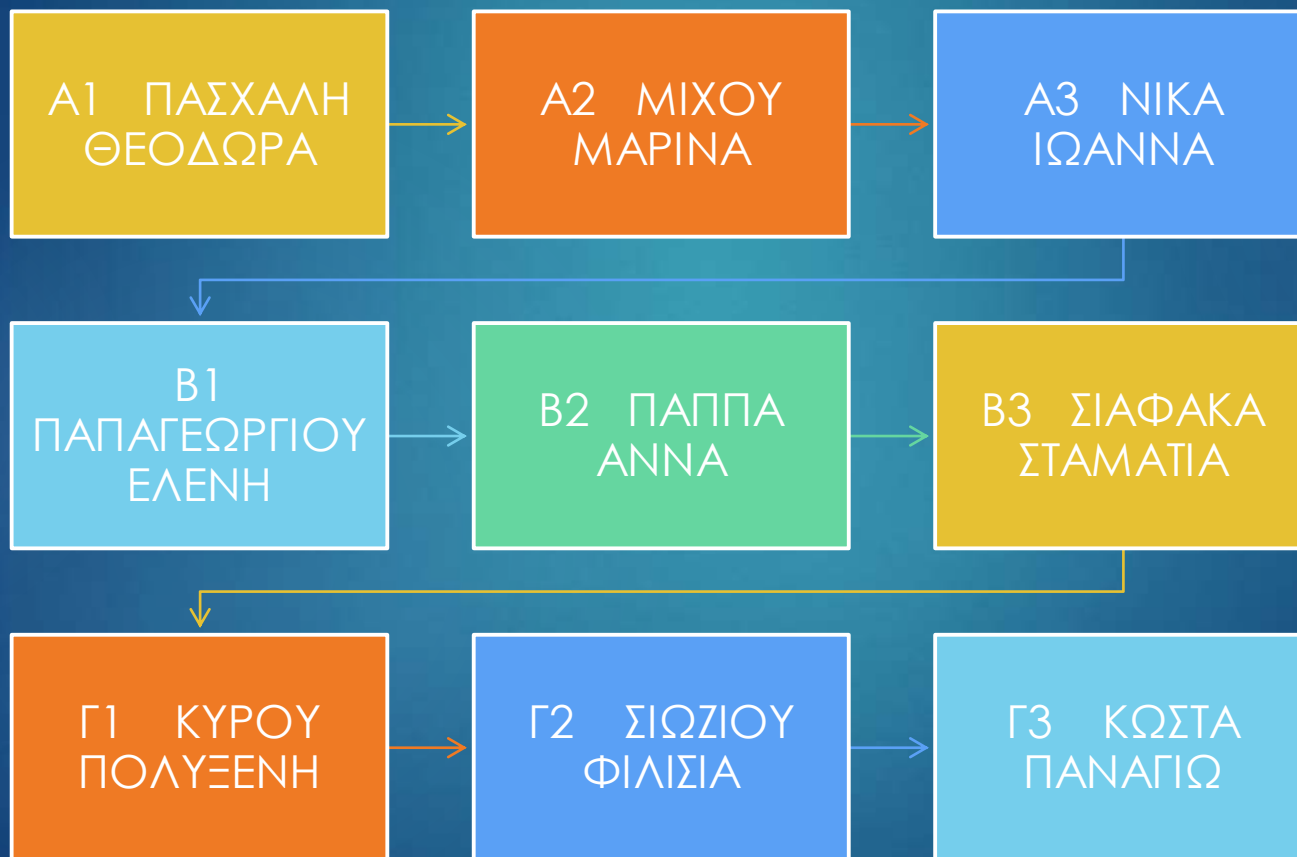 Α1 ΠΑΣΧΑΛΗ
ΘΕΟΔΩΡΑ
Α2 ΜΙΧΟΥ
ΜΑΡΙΝΑ
Α3 ΝΙΚΑ
ΙΩΑΝΝΑ
Β1
ΠΑΠΑΓΕΩΡΓΙΟΥ
ΕΛΕΝΗ
Β2 ΠΑΠΠΑ
ΑΝΝΑ
Β3 ΣΙΑΦΑΚΑ
ΣΤΑΜΑΤΙΑ
Γ1 ΚΥΡΟΥ
ΠΟΛΥΞΕΝΗ
Γ2 ΣΙΩΖΙΟΥ
ΦΙΛΙΣΙΑ
Γ3 ΚΩΣΤΑ
ΠΑΝΑΓΙΩ